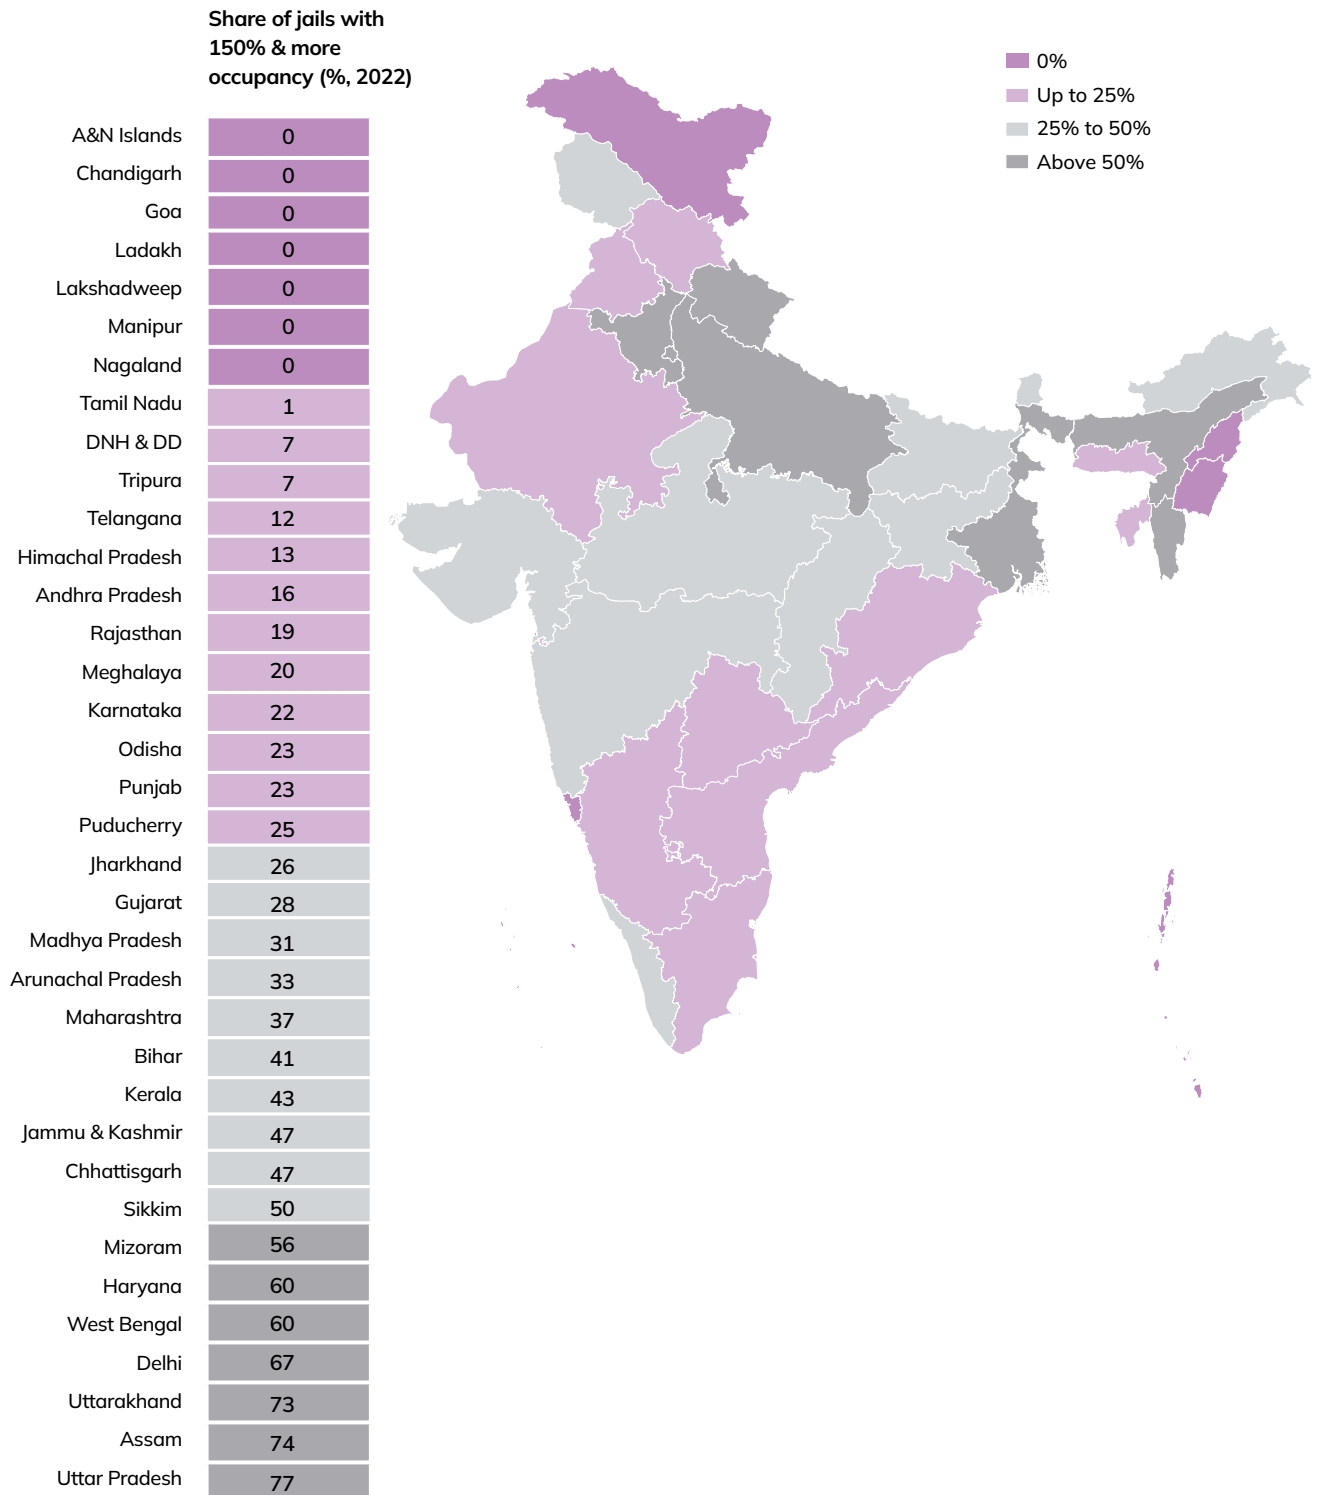 Share of jails with
150% & more
occupancy (%, 2022)
0%
Up to 25%
25% to 50%
Above 50%
A&N Islands 0
Chandigarh 0
Goa 0
Ladakh 0
Lakshadweep 0
Manipur 0
Nagaland 0
Tamil Nadu 1
DNH & DD 7
Tripura 7
Telangana 12
Himachal Pradesh 13
Andhra Pradesh 16
Rajasthan 19
Meghalaya 20
Karnataka 22
Odisha 23
Punjab 23
Puducherry 25
Jharkhand 26
Gujarat 28
Madhya Pradesh 31
Arunachal Pradesh 33
Maharashtra 37
Bihar 41
Kerala 43
Jammu & Kashmir 47
Chhattisgarh 47
Sikkim 50
Mizoram 56
Haryana 60
West Bengal 60
Delhi 67
Uttarakhand 73
Assam 74
Uttar Pradesh 77